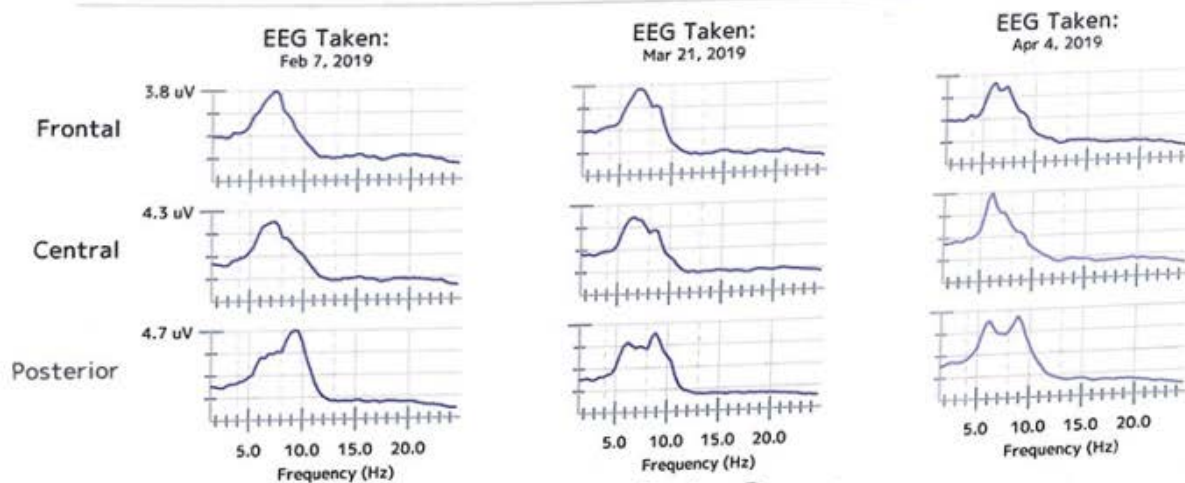 EEG Taken:
Feb 7, 2019
EEG Taken:
Mar 21, 2019
EEG Taken:
Apr 4, 2019
Frontal
3.8 uV
Central
4.3 uV
Posterior
4.7 uV
5.0 10.0 15.0 20.0
Frequency (Hz)
5.0 10.0 15.0 20.0
Frequency (Hz)
5.0 10.0 15.0 20.0
Frequency (Hz)